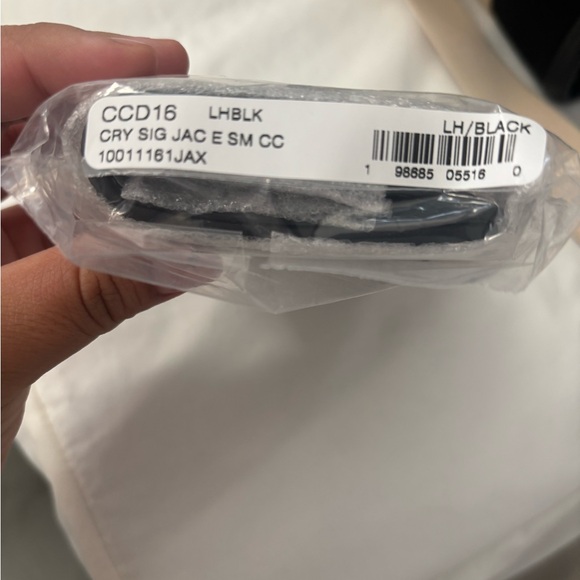 CCD16 LHBLK
LH/BLACK
CRY SIG JAC E SM CC
10011161JAX
1 98685 05516 0